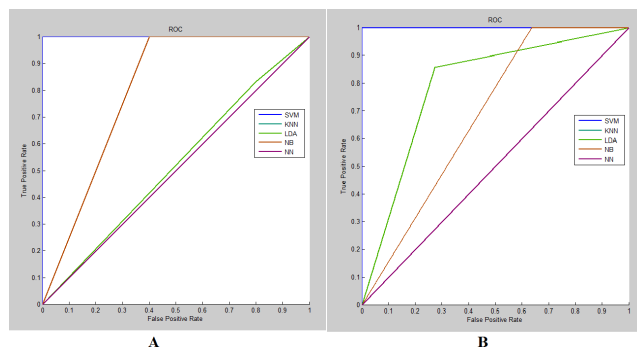 ROC
True Positive Rate
1
0.9
0.8
0.7
0.6
0.5
0.4
0.3
0.2
0.1
0
SVM
KNN
LDA
NB
NN
0 0.1 0.2 0.3 0.4 0.5 0.6 0.7 0.8 0.9 1
False Positive Rate
A
ROC
True Positive Rate
1
0.9
0.8
0.7
0.6
0.5
0.4
0.3
0.2
0.1
0
SVM
KNN
LDA
NB
NN
0 0.1 0.2 0.3 0.4 0.5 0.6 0.7 0.8 0.9 1
False Positive Rate
B